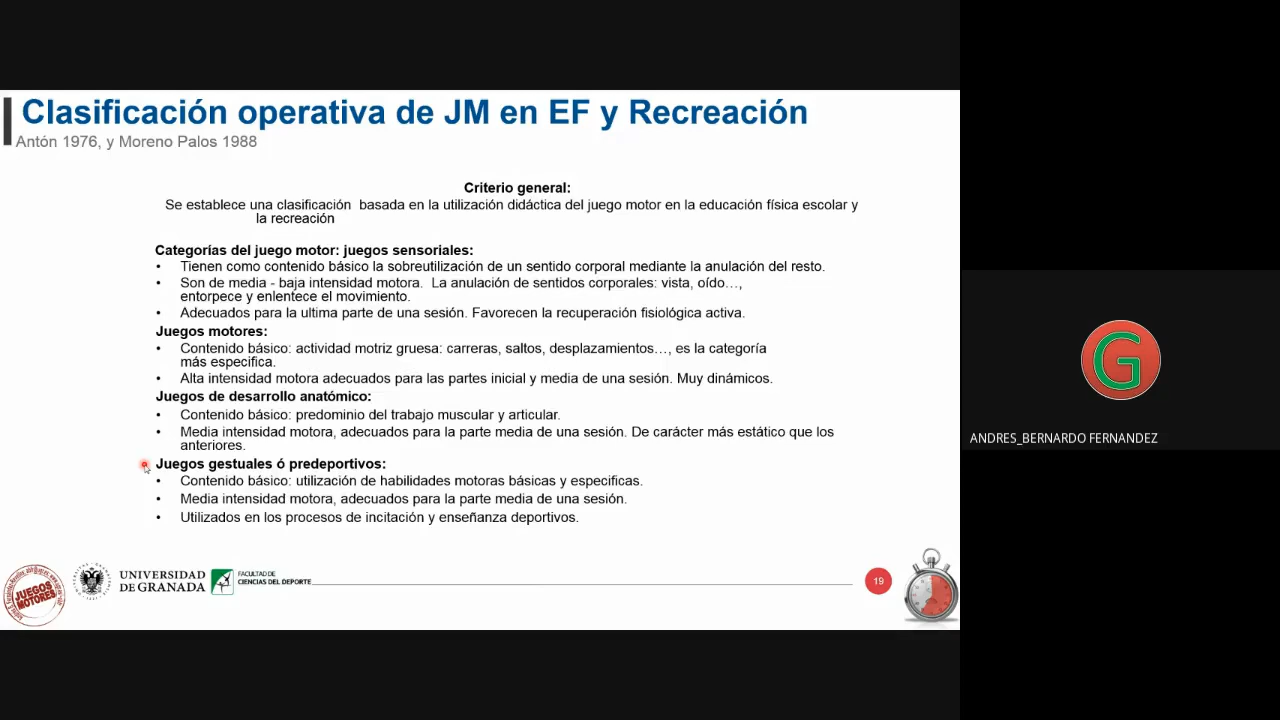 Clasificación operativa de JM en EF y Recreación
Antón 1976, y Moreno Palos 1988
Criterio general:
Se establece una clasificación basada en la utilización didáctica del juego motor en la educación física escolar y
la recreación
Categorías del juego motor: juegos sensoriales:
• Tienen como contenido básico la sobreutilización de un sentido corporal mediante la anulación del resto.
• Son de media - baja intensidad motora. La anulación de sentidos corporales: vista, oído…,
entorpece y enlentece el movimiento.
• Adecuados para la ultima parte de una sesión. Favorecen la recuperación fisiológica activa.
Juegos motores:
• Contenido básico: actividad motriz gruesa: carreras, saltos, desplazamientos…, es la categoría
más especifica.
• Alta intensidad motora adecuados para las partes inicial y media de una sesión. Muy dinámicos.
Juegos de desarrollo anatómico:
• Contenido básico: predominio del trabajo muscular y articular.
• Media intensidad motora, adecuados para la parte media de una sesión. De carácter más estático que los
anteriores.
Juegos gestuales ó predeportivos:
• Contenido básico: utilización de habilidades motoras básicas y especificas.
• Media intensidad motora, adecuados para la parte media de una sesión.
• Utilizados en los procesos de incitación y enseñanza deportivos.
JUEGOS
MOTORES
UNIVERSIDAD
DE GRANADA
FACULTAD DE
CIENCIAS DEL DEPORTE
19
G
ANDRES_BERNARDO FERNANDEZ